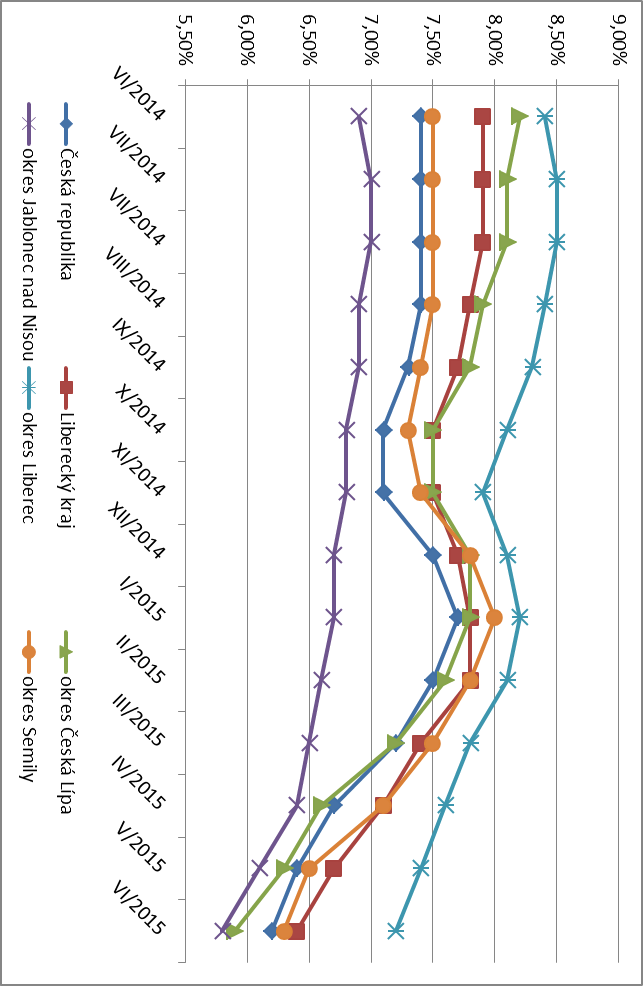 9,00%
8,50%
8,00%
7,50%
7,00%
6,50%
6,00%
5,50%
VI/2014
VII/2014
VII/2014
VIII/2014
IX/2014
X/2014
XI/2014
XII/2014
I/2015
II/2015
III/2015
IV/2015
V/2015
VI/2015
Česká republika
Liberecký kraj
okres Česká Lípa
okres Jablonec nad Nisou
okres Liberec
okres Semily